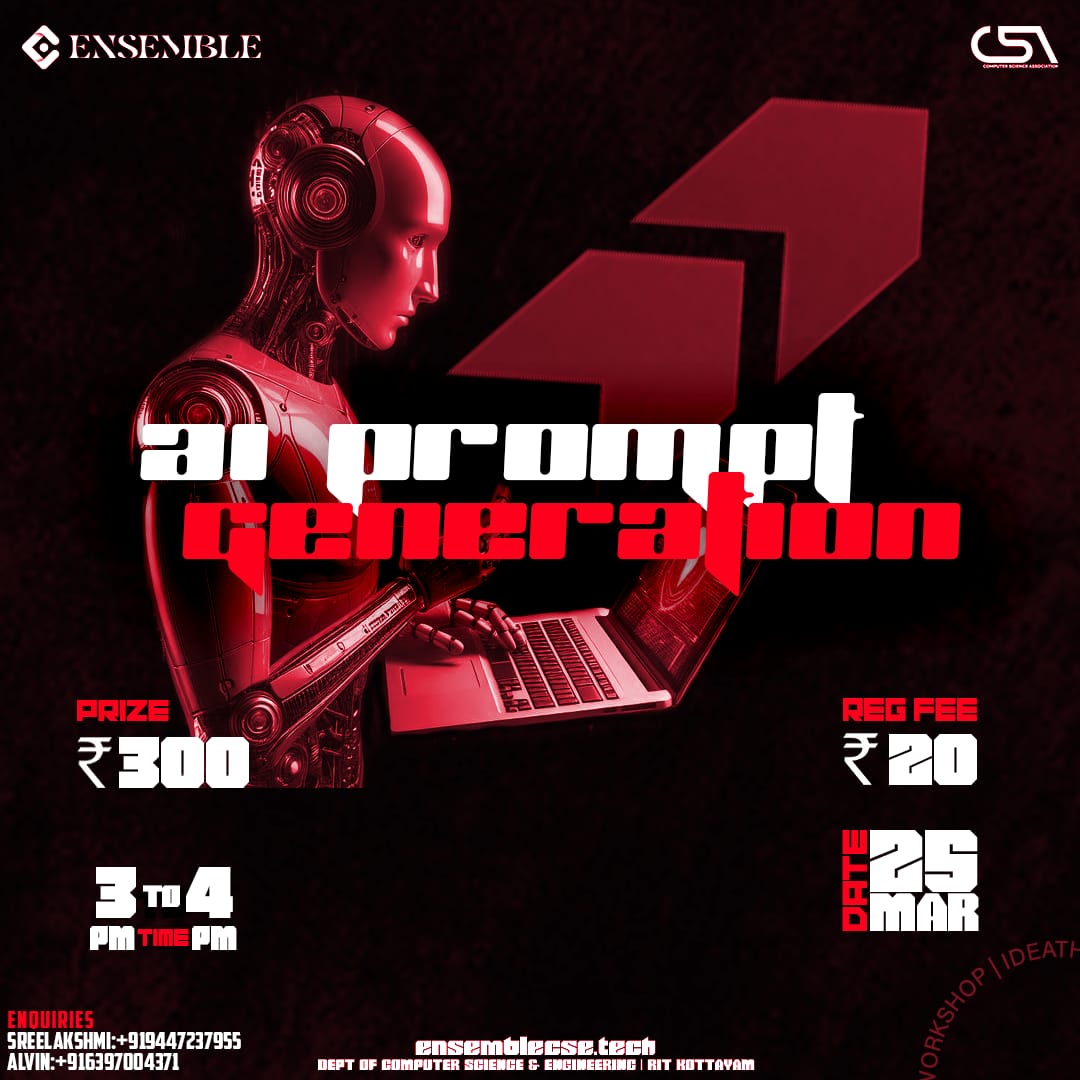 ENSEMBLE
CSA
COMPUTER SCIENCE ASSOCIATION
ai prompt
generation
PRIZE
₹300
REG FEE
₹20
3 TO 4
PM TIME PM
DATE
25
MAR
WORKSHOP | IDEATH
ENQUIRIES
SREELAKSHMI:+919447237955
ALVIN:+916397004371
ensemblecse.tech
DEPT OF COMPUTER SCIENCE & ENGINEERING | RIT KOTTAYAM